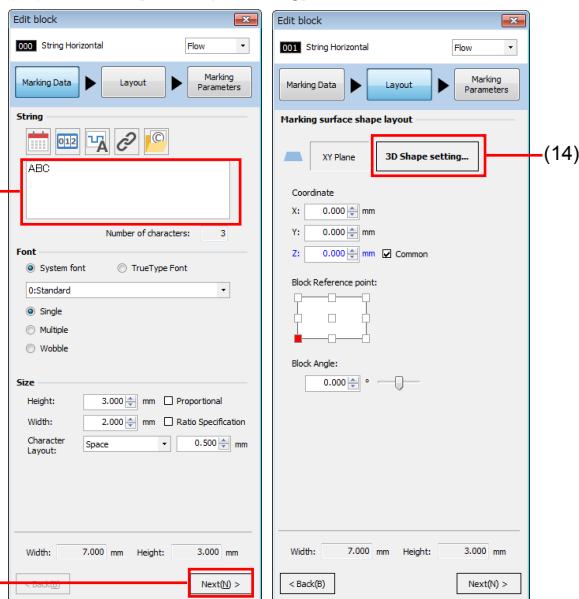 Edit block
000 String Horizontal Flow
Marking Data Layout Marking Parameters
String
012 A ©
ABC
Number of characters: 3
Font
System font TrueType Font
0:Standard
Single
Multiple
Wobble
Size
Height: 3.000 mm Proportional
Width: 2.000 mm Ratio Specification
Character Layout: Space 0.500 mm
Width: 7.000 mm Height: 3.000 mm
< Back(B) Next(N) >
Edit block
001 String Horizontal Flow
Marking Data Layout Marking Parameters
Marking surface shape layout
XY Plane 3D Shape setting... (14)
Coordinate
X: 0.000 mm
Y: 0.000 mm
Z: 0.000 mm Common
Block Reference point:
Block Angle:
0.000 °
Width: 7.000 mm Height: 3.000 mm
< Back(B) Next(N) >